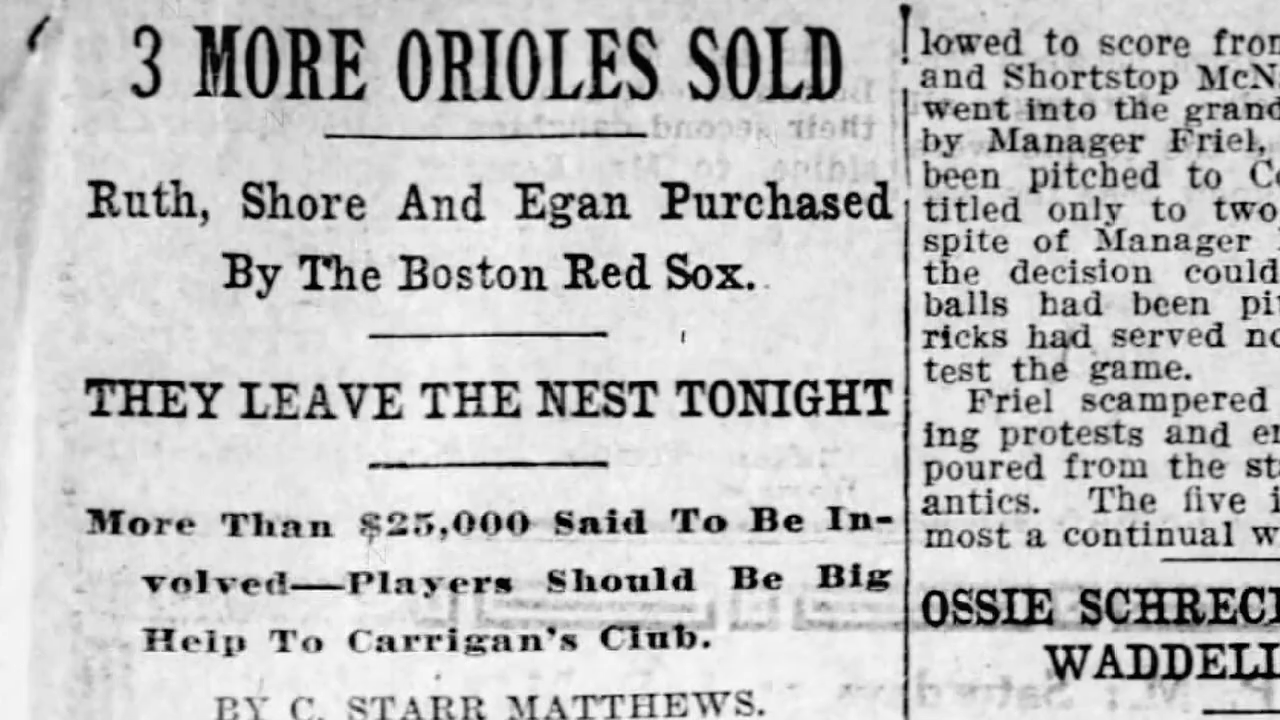 3 MORE ORIOLES SOLD
Ruth, Shore And Egan Purchased
By The Boston Red Sox.
THEY LEAVE THE NEST TONIGHT
More Than $25,000 Said To Be In-
volved—Players Should Be Big
Help To Carrigan's Club.
BY C. STARR MATTHEWS.
lowed to score from
and Shortstop McN
went into the grand
by Manager Friel,
been pitched to Co
titled only to two
spite of Manager
the decision could
balls had been pi
ricks had served no
test the game.
Friel scampered
ing protests and en
poured from the st
antics. The five i
most a continual w
OSSIE SCHREC
WADDELL